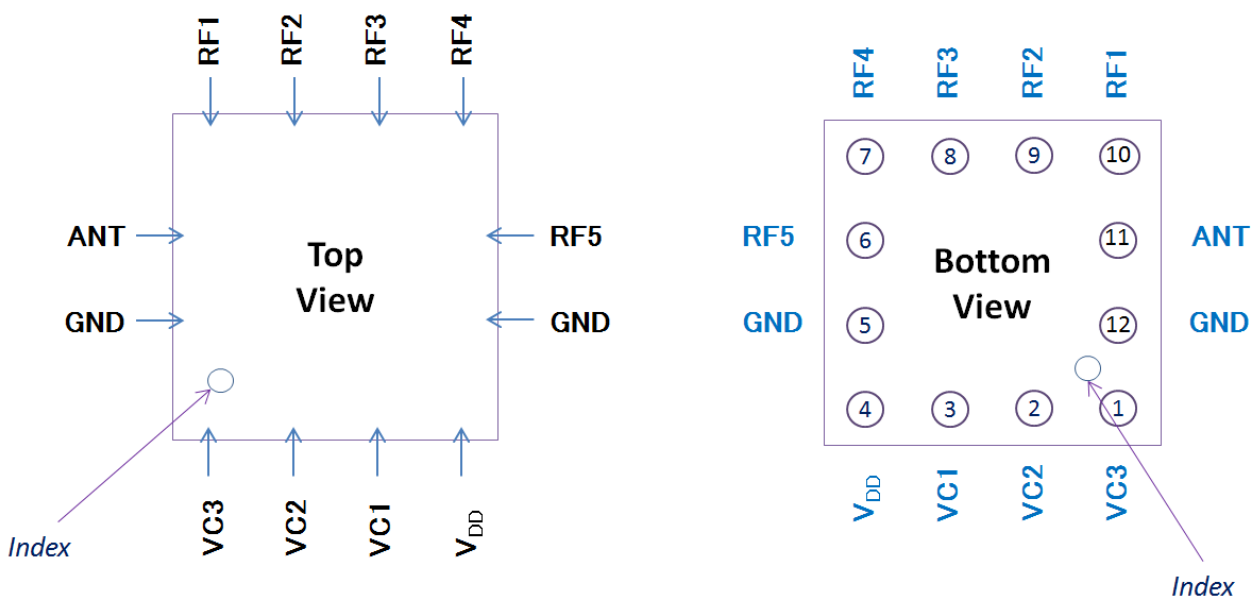 RF1 RF2 RF3 RF4
ANT RF5
Top
View
GND GND
VC3 VC2 VC1 VDD
Index
RF4 RF3 RF2 RF1
7 8 9 10
RF5 6 11 ANT
Bottom
View
GND 5 12 GND
4 3 2 1
VDD VC1 VC2 VC3
Index